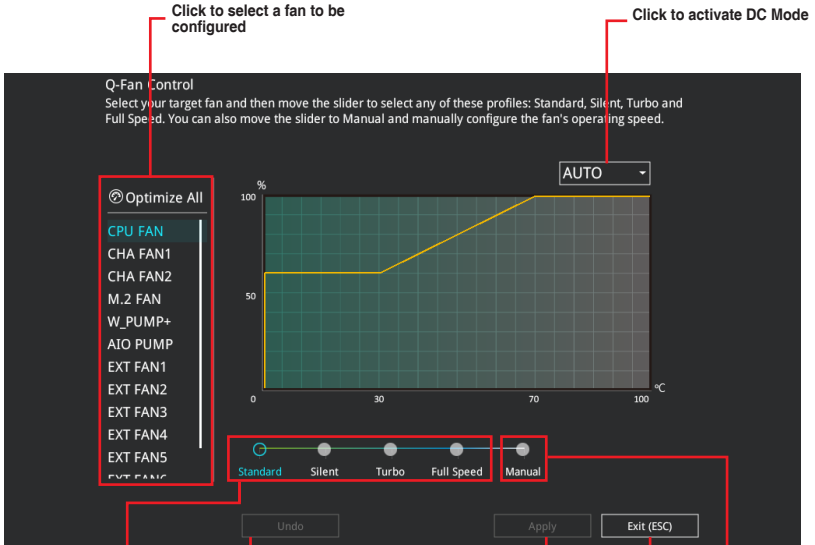 Click to select a fan to be
configured
Click to activate DC Mode
Q-Fan Control
Select your target fan and then move the slider to select any of these profiles: Standard, Silent, Turbo and
Full Speed. You can also move the slider to Manual and manually configure the fan's operating speed.
AUTO
Optimize All
CPU FAN
CHA FAN1
CHA FAN2
M.2 FAN
W_PUMP+
AIO PUMP
EXT FAN1
EXT FAN2
EXT FAN3
EXT FAN4
EXT FAN5
%
100
50
0
30
70
100
ºC
Standard
Silent
Turbo
Full Speed
Manual
Undo
Apply
Exit (ESC)